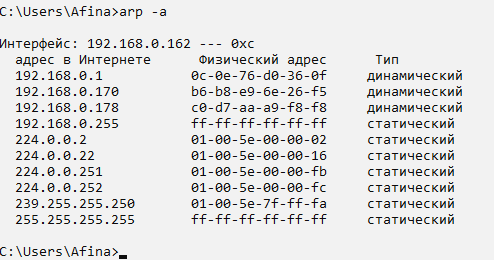 C:\Users\Afina>arp -a
Интерфейс: 192.168.0.162 --- 0xc
адрес в Интернете Физический адрес Тип
192.168.0.1 0c-0e-76-d0-36-0f динамический
192.168.0.170 b6-b8-e9-6e-26-f5 динамический
192.168.0.178 c0-d7-aa-a9-f8-f8 динамический
192.168.0.255 ff-ff-ff-ff-ff-ff статический
224.0.0.2 01-00-5e-00-00-02 статический
224.0.0.22 01-00-5e-00-00-16 статический
224.0.0.251 01-00-5e-00-00-fb статический
224.0.0.252 01-00-5e-00-00-fc статический
239.255.255.250 01-00-5e-7f-ff-fa статический
255.255.255.255 ff-ff-ff-ff-ff-ff статический
C:\Users\Afina>